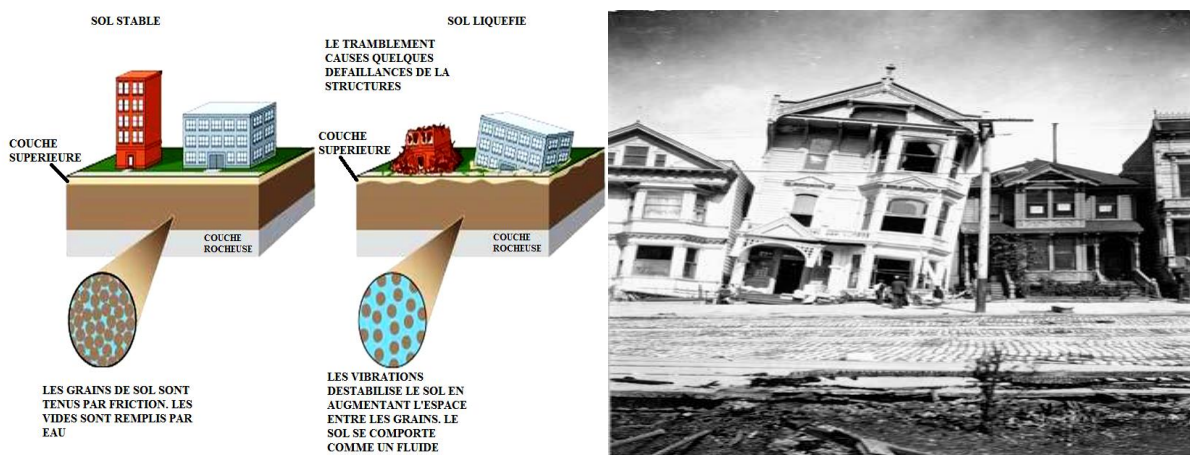 SOL STABLE
SOL LIQUEFIE
LE TRAMBLEMENT
CAUSES QUELQUES
DEFAILLANCES DE LA
STRUCTURES
COUCHE
SUPERIEURE
COUCHE
SUPERIEURE
COUCHE
ROCHEUSE
COUCHE
ROCHEUSE
LES GRAINS DE SOL SONT
TENUS PAR FRICTION. LES
VIDES SONT REMPLIS PAR
EAU
LES VIBRATIONS
DESTABILISE LE SOL EN
AUGMENTANT L'ESPACE
ENTRE LES GRAINS. LE
SOL SE COMPORTE
COMME UN FLUIDE